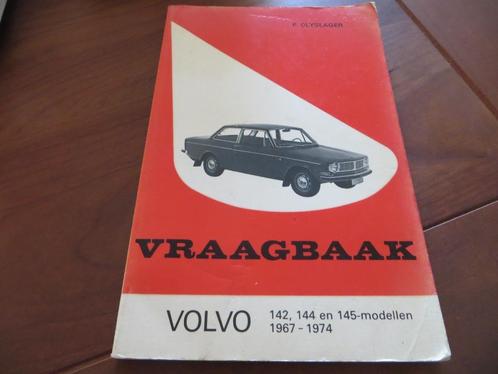 P. OLYSLAGER
VRAAGBAAK
VOLVO 142, 144 en 145-modellen
1967-1974